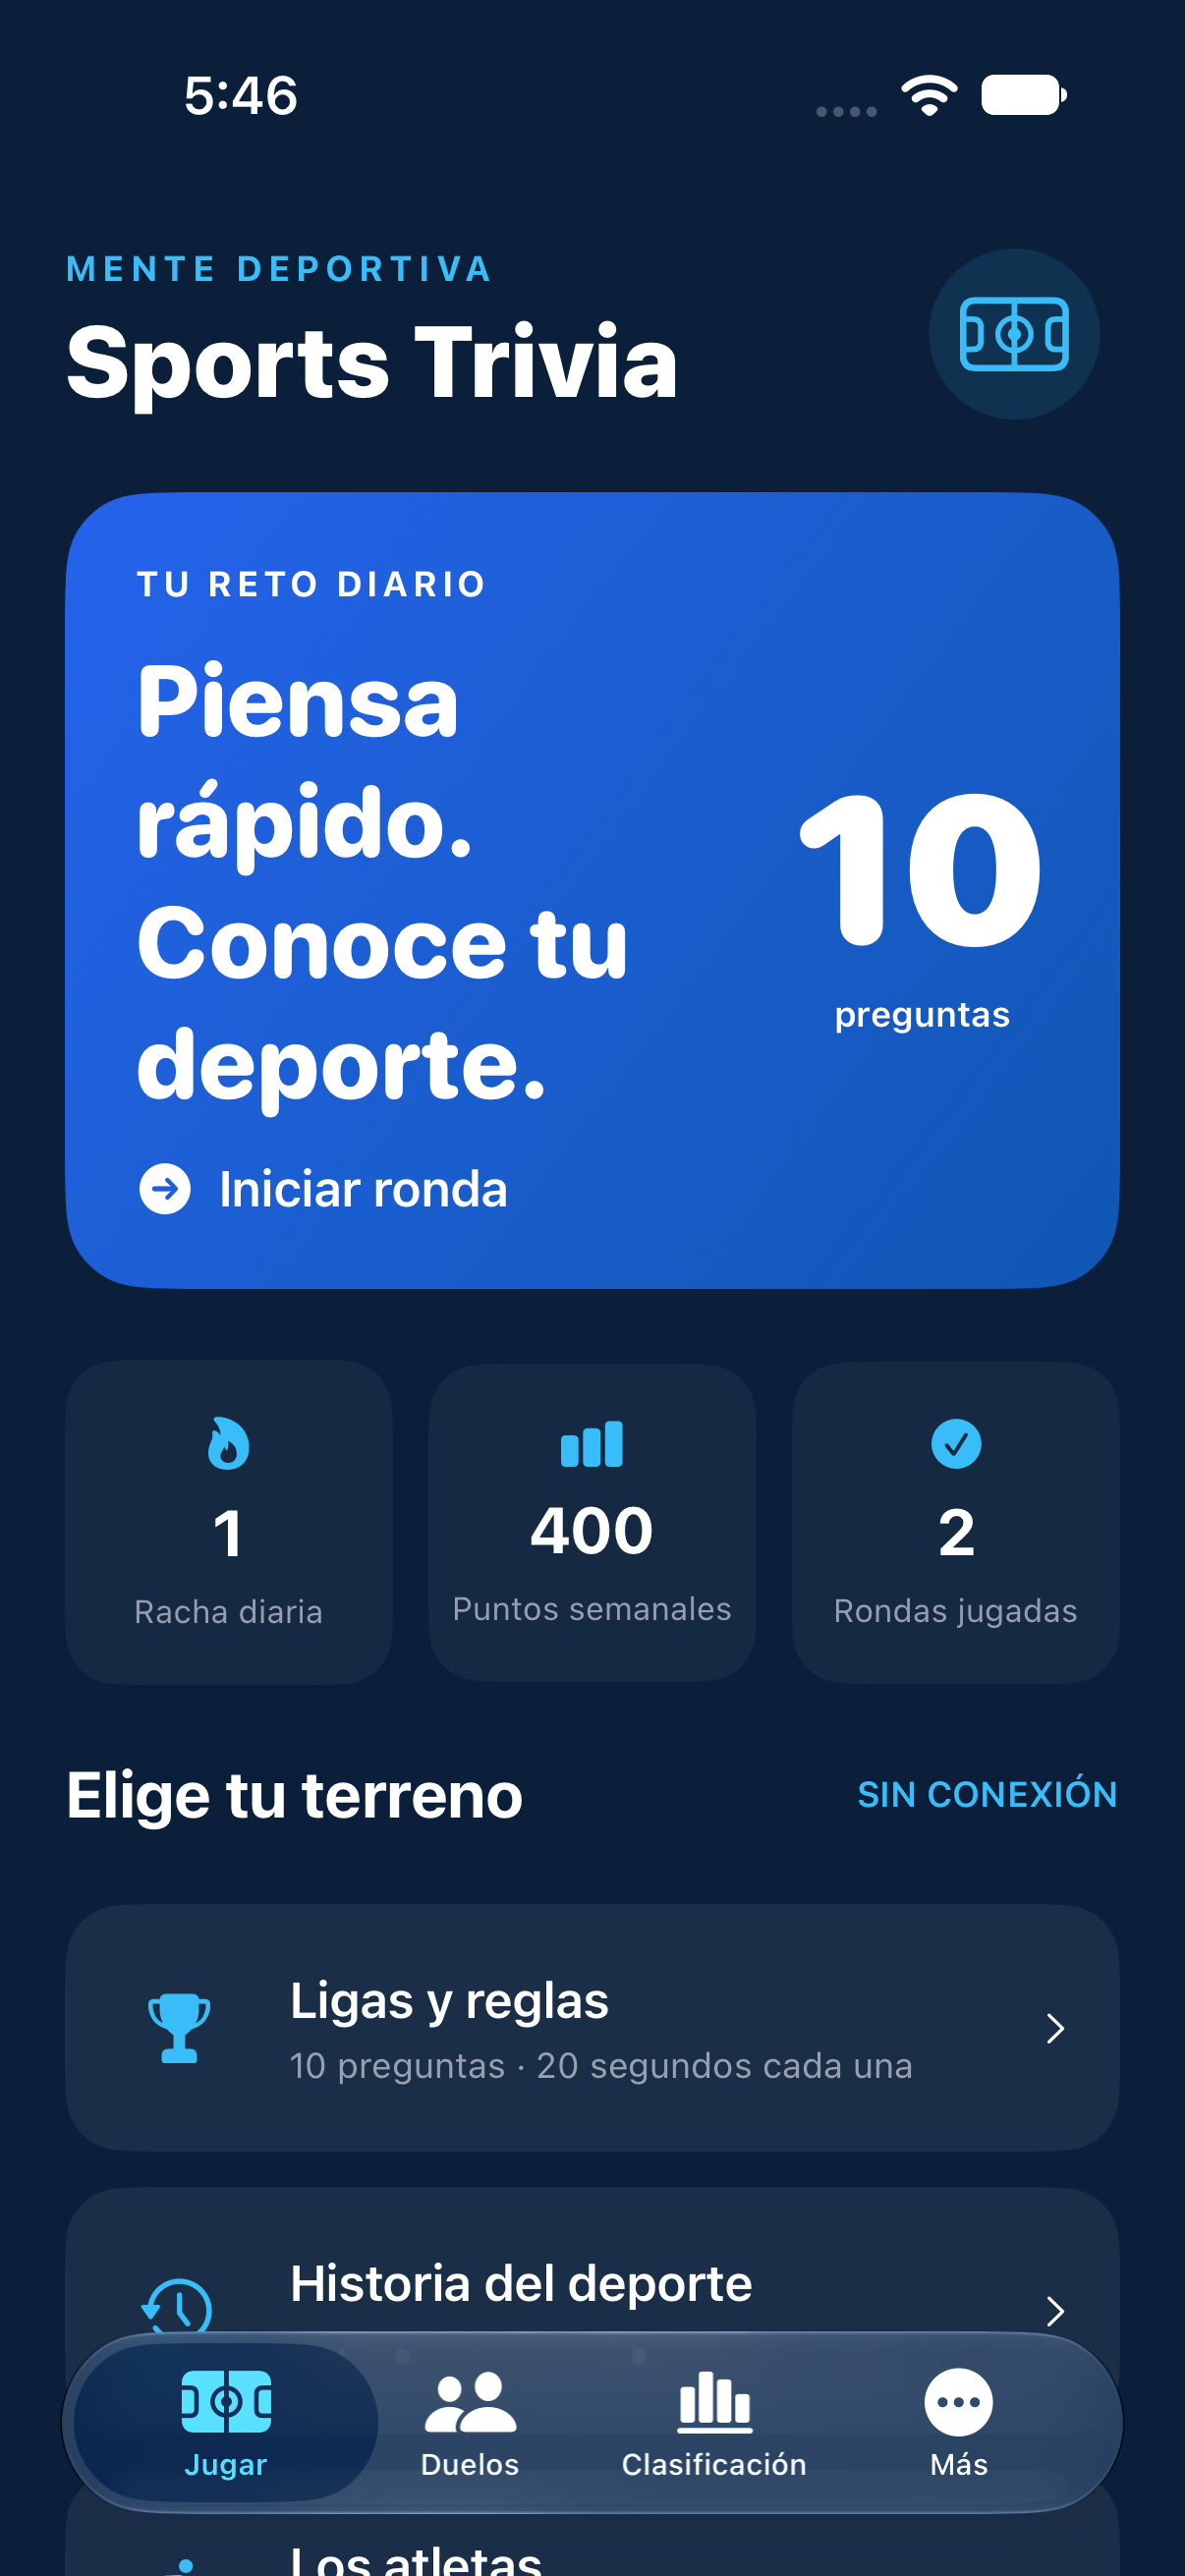 5:46
MENTE DEPORTIVA
Sports Trivia
TU RETO DIARIO
Piensa
rápido.
Conoce tu
deporte.
10
preguntas
Iniciar ronda
1
Racha diaria
400
Puntos semanales
2
Rondas jugadas
Elige tu terreno
SIN CONEXIÓN
Ligas y reglas
10 preguntas · 20 segundos cada una
Historia del deporte
Jugar
Duelos
Clasificación
Más
Los atletas